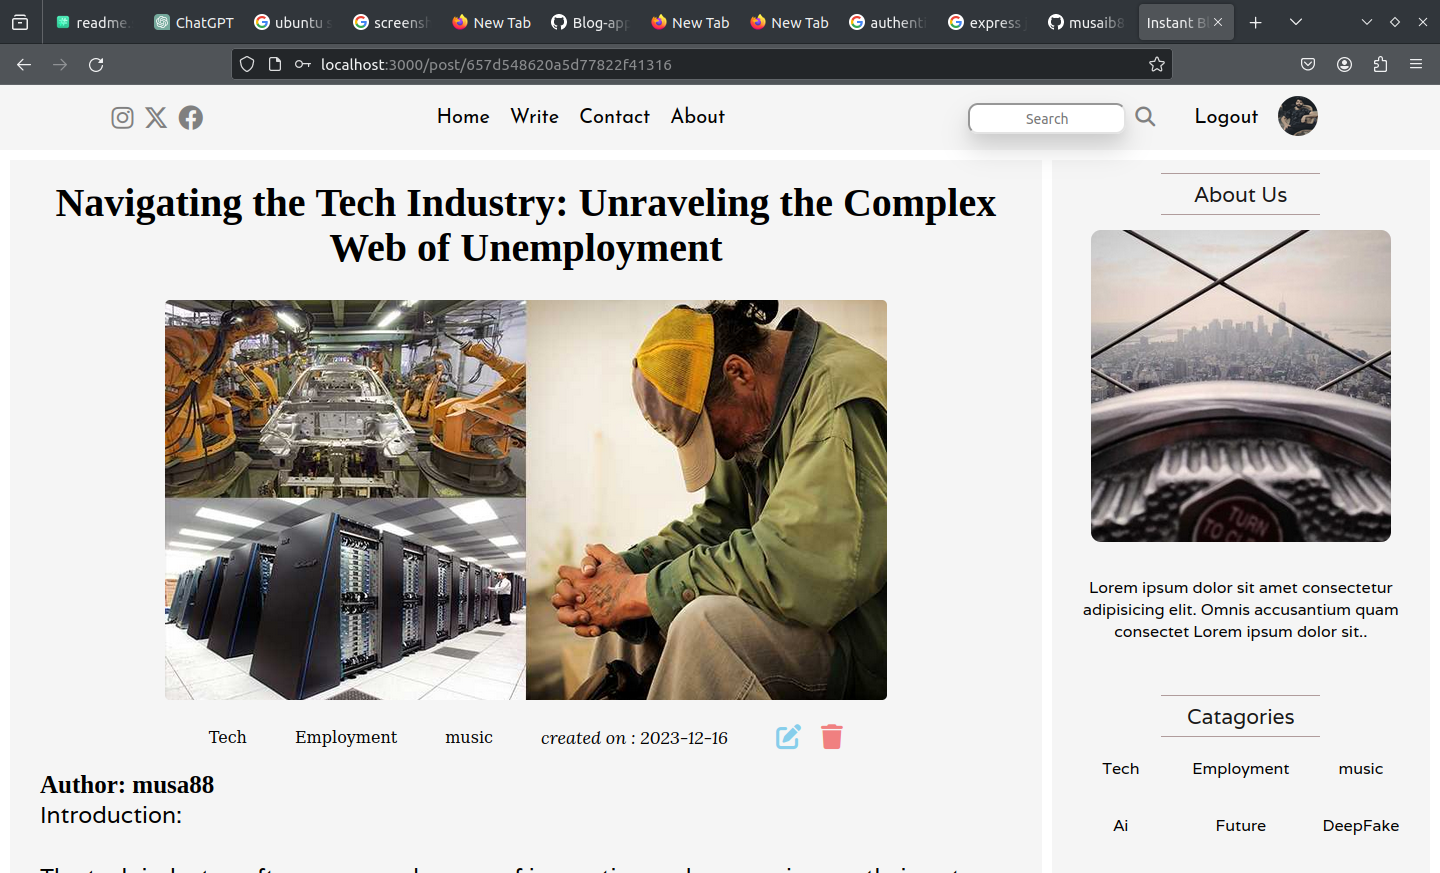 readme.
ChatGPT
ubuntu s
screensh
New Tab
Blog-app
New Tab
New Tab
authenti
express j
musaib8
Instant Bl
localhost:3000/post/657d548620a5d77822f41316
Home Write Contact About
Search
Logout
Navigating the Tech Industry: Unraveling the Complex
Web of Unemployment
Tech Employment music created on : 2023-12-16
Author: musa88
Introduction:
About Us
TURN
Lorem ipsum dolor sit amet consectetur
adipisicing elit. Omnis accusantium quam
consectet Lorem ipsum dolor sit..
Catagories
Tech Employment music
Ai Future DeepFake